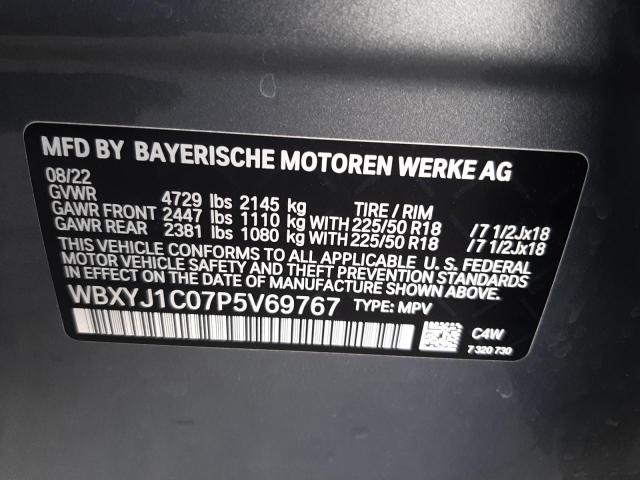 MFD BY BAYERISCHE MOTOREN WERKE AG
08/22
GVWR 4729 lbs 2145 kg TIRE / RIM
GAWR FRONT 2447 lbs 1110 kg WITH 225/50 R18 /7 1/2Jx18
GAWR REAR 2381 lbs 1080 kg WITH 225/50 R18 /7 1/2Jx18
THIS VEHICLE CONFORMS TO ALL APPLICABLE U. S. FEDERAL
MOTOR VEHICLE SAFETY AND THEFT PREVENTION STANDARDS
IN EFFECT ON THE DATE OF MANUFACTURE SHOWN ABOVE.
WBXYJ1C07P5V69767 TYPE: MPV
C4W
7 320 730